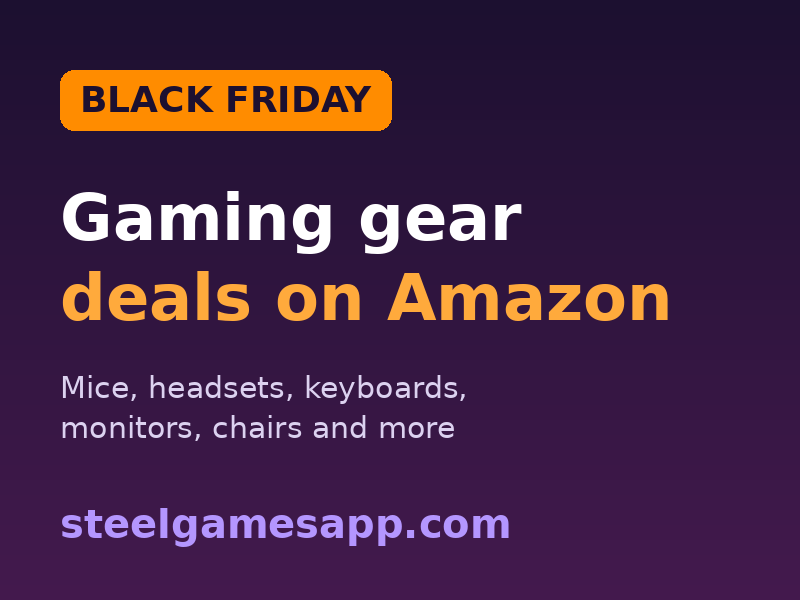 BLACK FRIDAY
Gaming gear
deals on Amazon
Mice, headsets, keyboards,
monitors, chairs and more
steelgamesapp.com